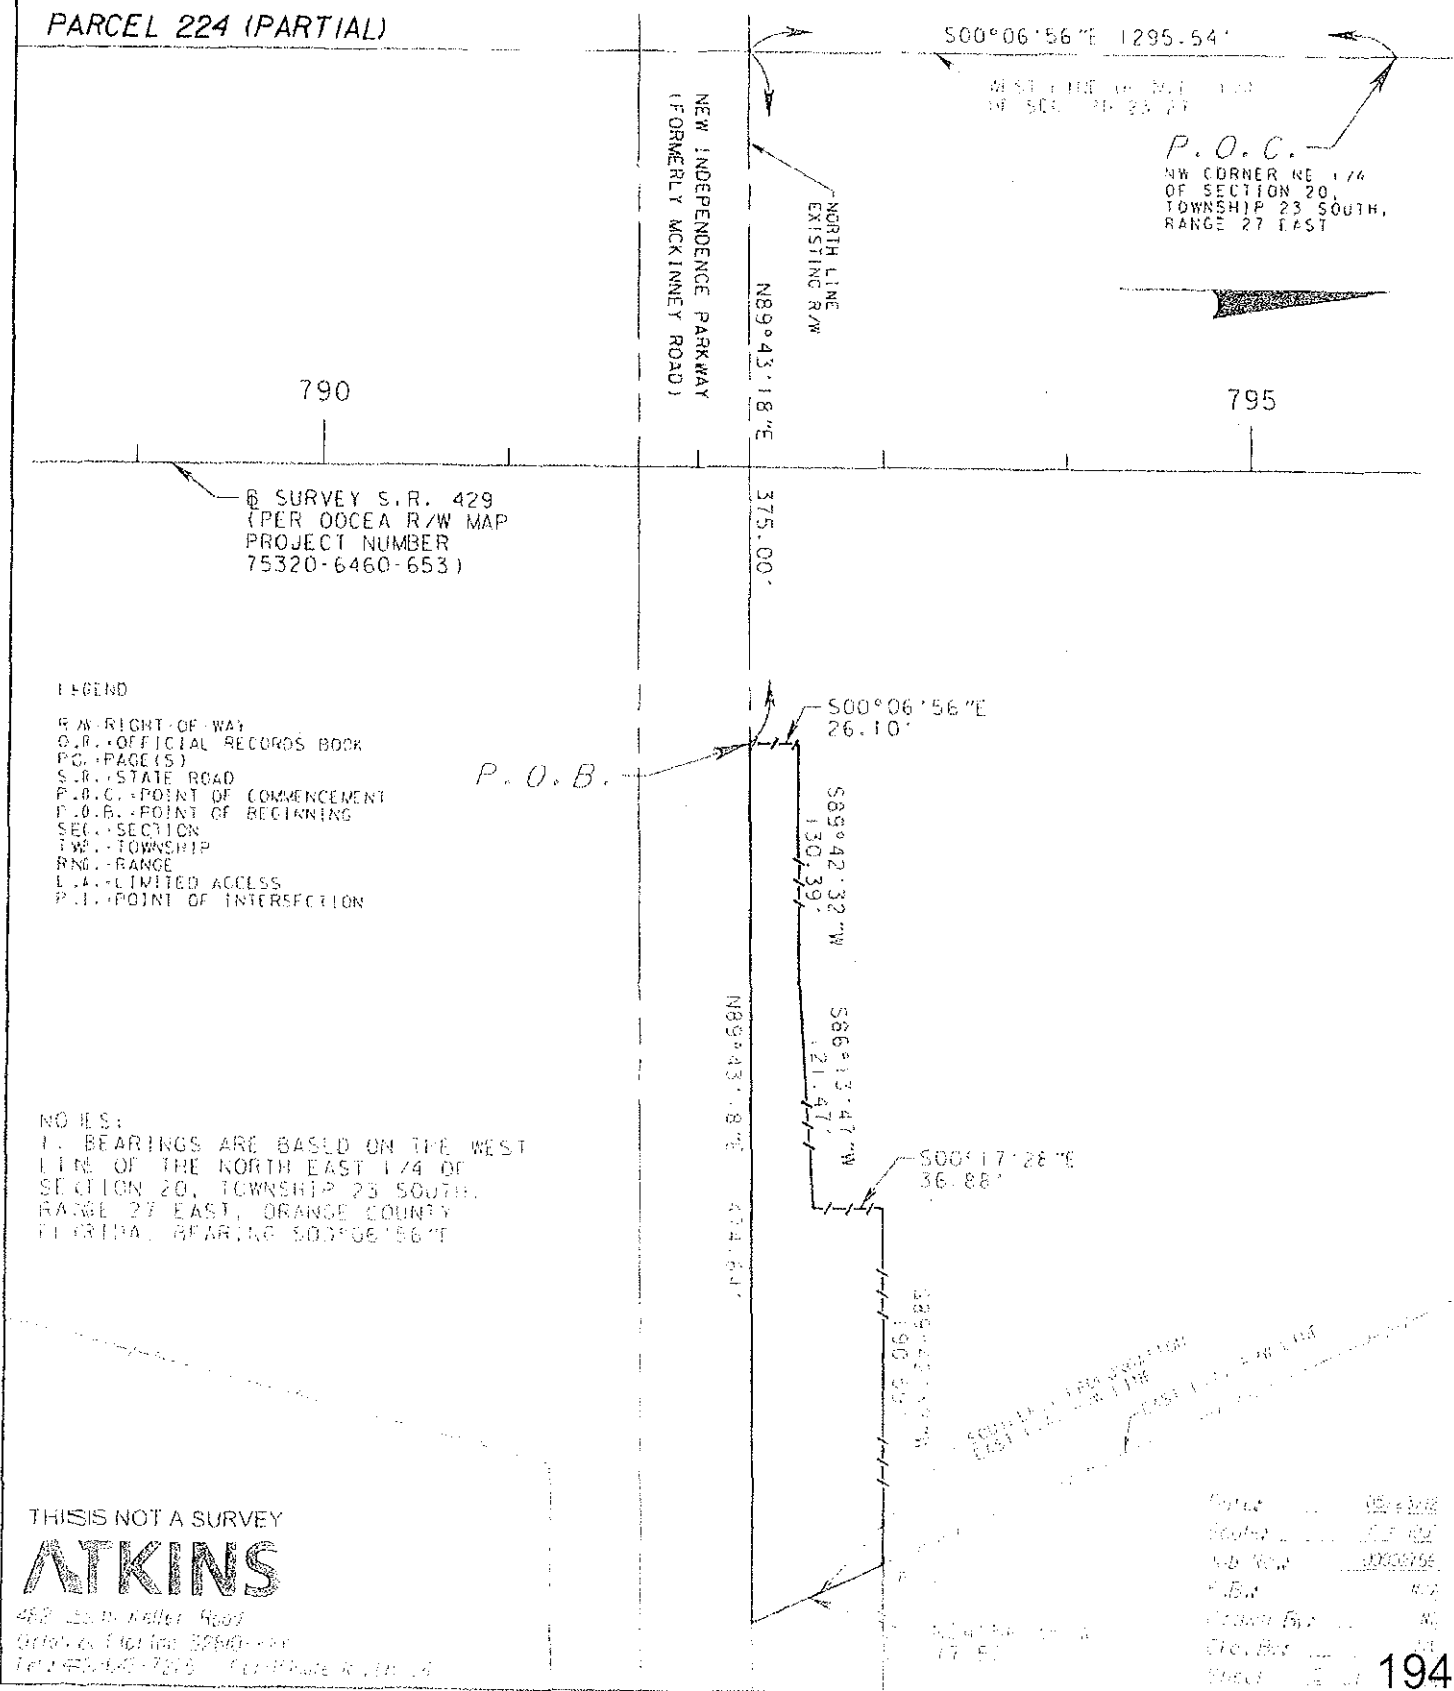 PARCEL 224 (PARTIAL)
S00°06'56"E 1295.54'
P.O.C.
NW CORNER NE 1/4
OF SECTION 20,
TOWNSHIP 23 SOUTH,
RANGE 27 EAST
NEW INDEPENDENCE PARKWAY
(FORMERLY MCKINNEY ROAD)
NORTH LINE
EXISTING R/W
N89°43'18"E
375.00'
790
795
SURVEY S.R. 429
(PER OOCEA R/W MAP
PROJECT NUMBER
75320-6460-653)
LEGEND
R/W-RIGHT-OF-WAY
O.R.-OFFICIAL RECORDS BOOK
PG.-PAGE(S)
S.R.-STATE ROAD
P.O.C.-POINT OF COMMENCEMENT
P.O.B.-POINT OF BEGINNING
SEC.-SECTION
TWP.-TOWNSHIP
RNG.-RANGE
L.A.-LIMITED ACCESS
P.I.-POINT OF INTERSECTION
P.O.B.
S00°06'56"E
26.10'
S89°42'32"W
130.39'
S86°13'47"W
121.47'
N89°43'18"E
S00°17'28"E
36.88'
NOTES:
1. BEARINGS ARE BASED ON THE WEST
LINE OF THE NORTH EAST 1/4 OF
SECTION 20, TOWNSHIP 23 SOUTH,
RANGE 27 EAST, ORANGE COUNTY
FLORIDA, BEARING S00°06'56"E
THIS IS NOT A SURVEY
ATKINS
194